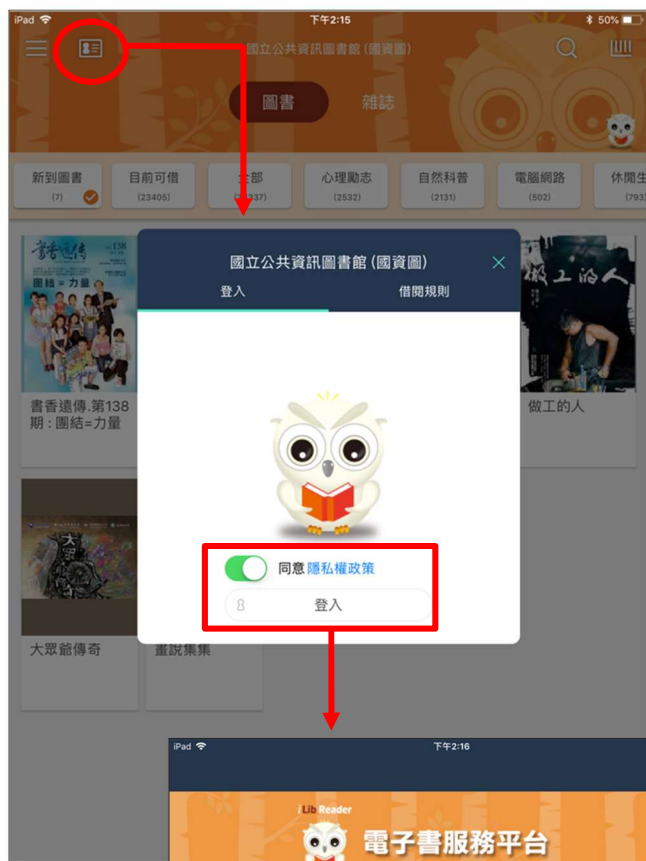 iPad 下午2:15 50%
國立公共資訊圖書館 (國資圖)
圖書 雜誌
新到圖書 目前可借 全部 心理勵志 自然科普 電腦網路 休閒生
(7) (23405) 337) (2532) (2131) (502) (793)
國立公共資訊圖書館 (國資圖)
登入 借閱規則
書香遠傳
138
團結=力量
做工的人
書香遠傳.第138
期 : 團結=力量
做工的人
同意 隱私權政策
登入
大眾爺傳奇 畫說集集
iPad 下午2:16
iLib Reader
電子書服務平台